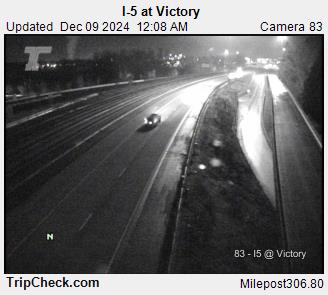 I-5 at Victory
Updated Dec 09 2024 12:08 AM Camera 83
T
N
83 - I5 @ Victory
TripCheck.com Milepost306.80